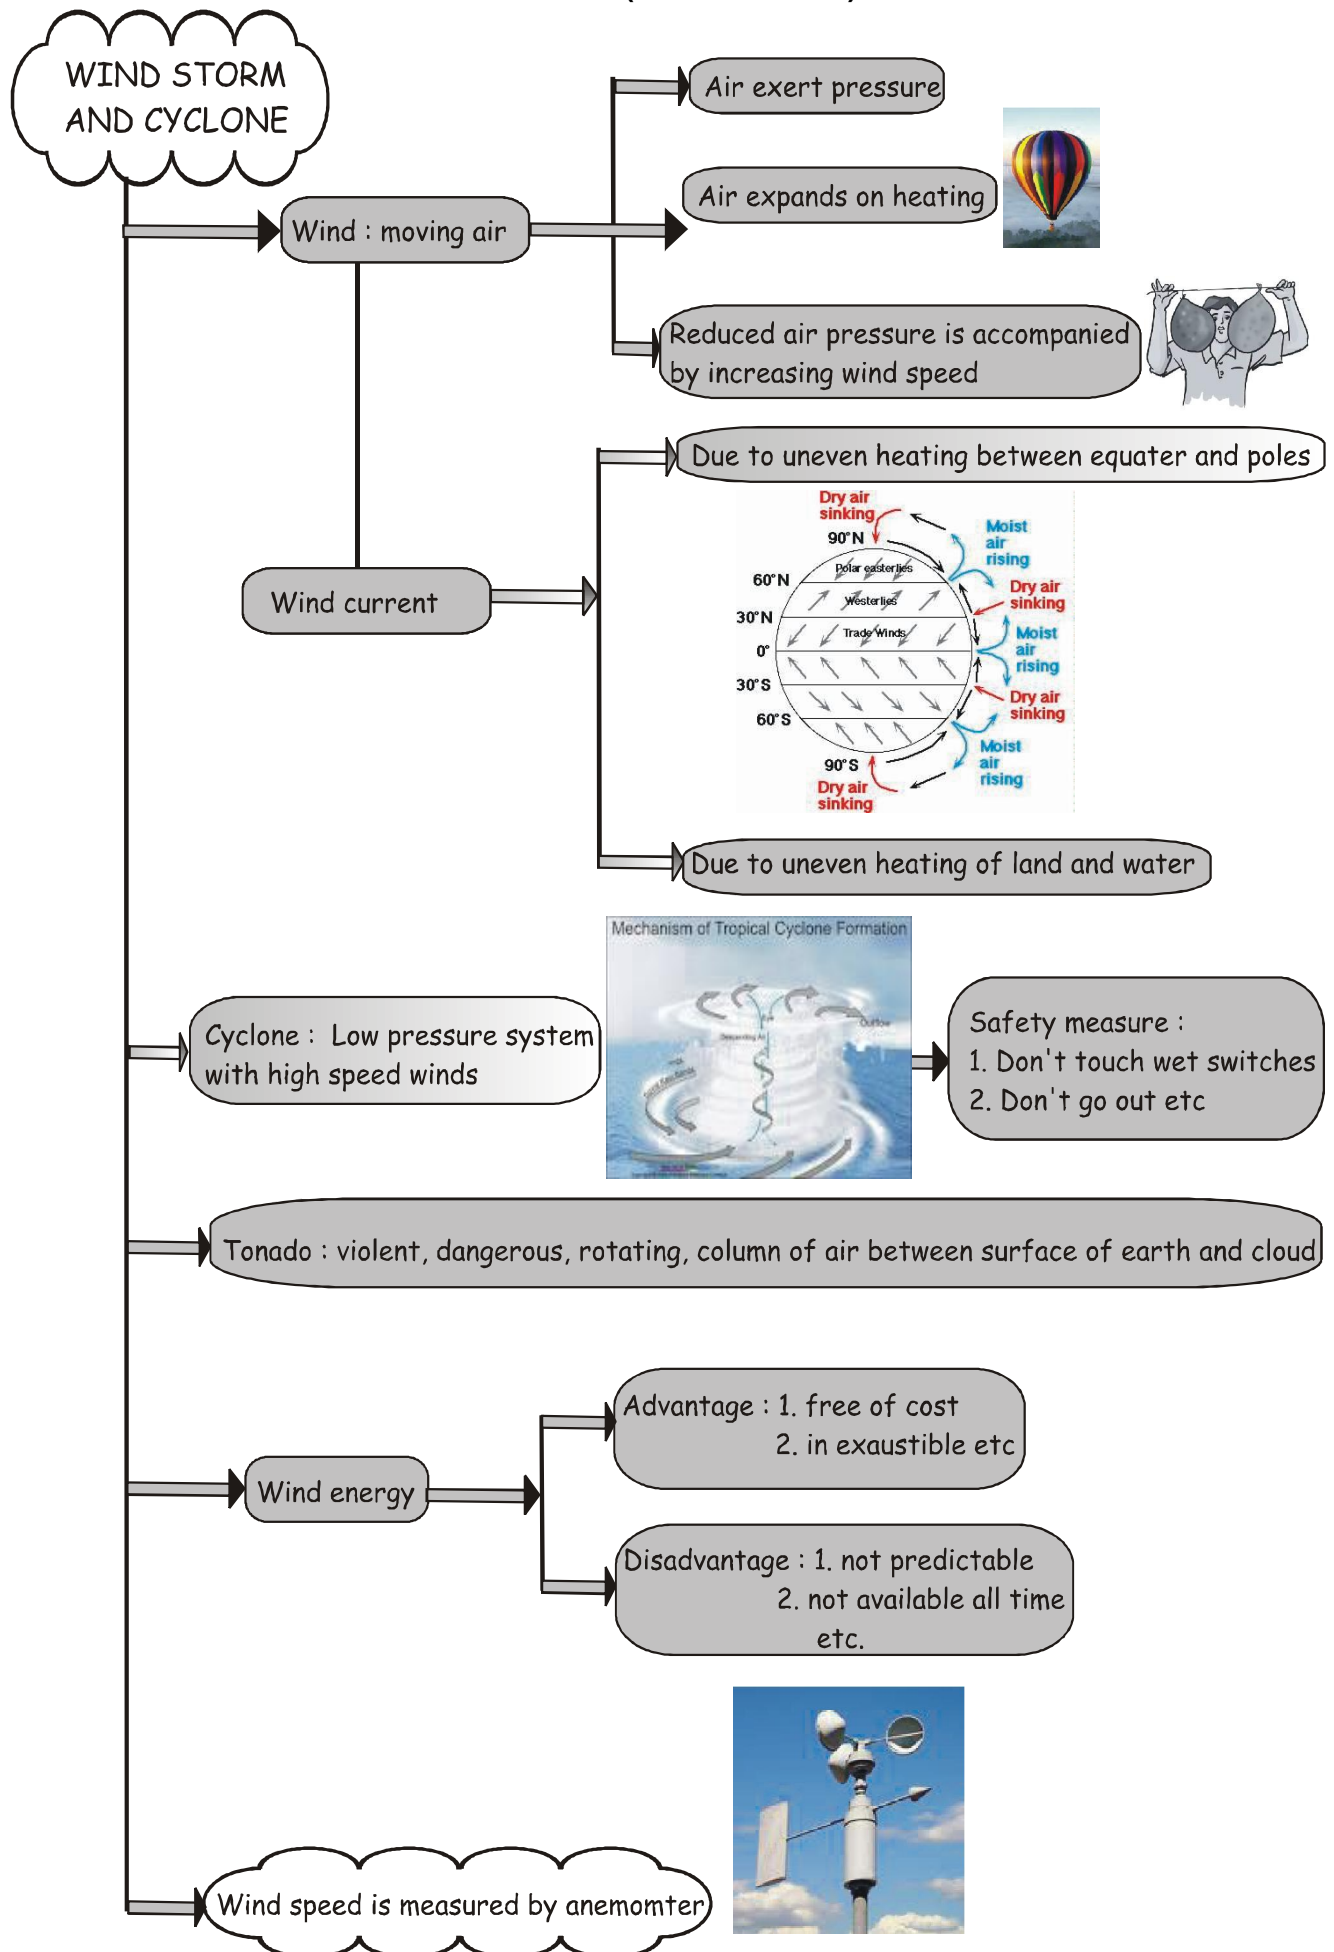 WIND STORM
AND CYCLONE
Air exert pressure
Air expands on heating
Wind : moving air
Reduced air pressure is accompanied
by increasing wind speed
Due to uneven heating between equater and poles
Wind current
Dry air
sinking
90°N
Moist
air
rising
Polar easterlies
60°N
Dry air
sinking
Westerlies
30°N
Trade Winds
Moist
air
rising
0°
30°S
Dry air
sinking
60°S
Moist
air
rising
90°S
Dry air
sinking
Due to uneven heating of land and water
Mechanism of Tropical Cyclone Formation
Eye
Outflow
Descending Air
Cyclone : Low pressure system
with high speed winds
Safety measure :
1. Don't touch wet switches
2. Don't go out etc
Tonado : violent, dangerous, rotating, column of air between surface of earth and cloud
Advantage : 1. free of cost
2. in exaustible etc
Wind energy
Disadvantage : 1. not predictable
2. not available all time
etc.
Wind speed is measured by anemomter